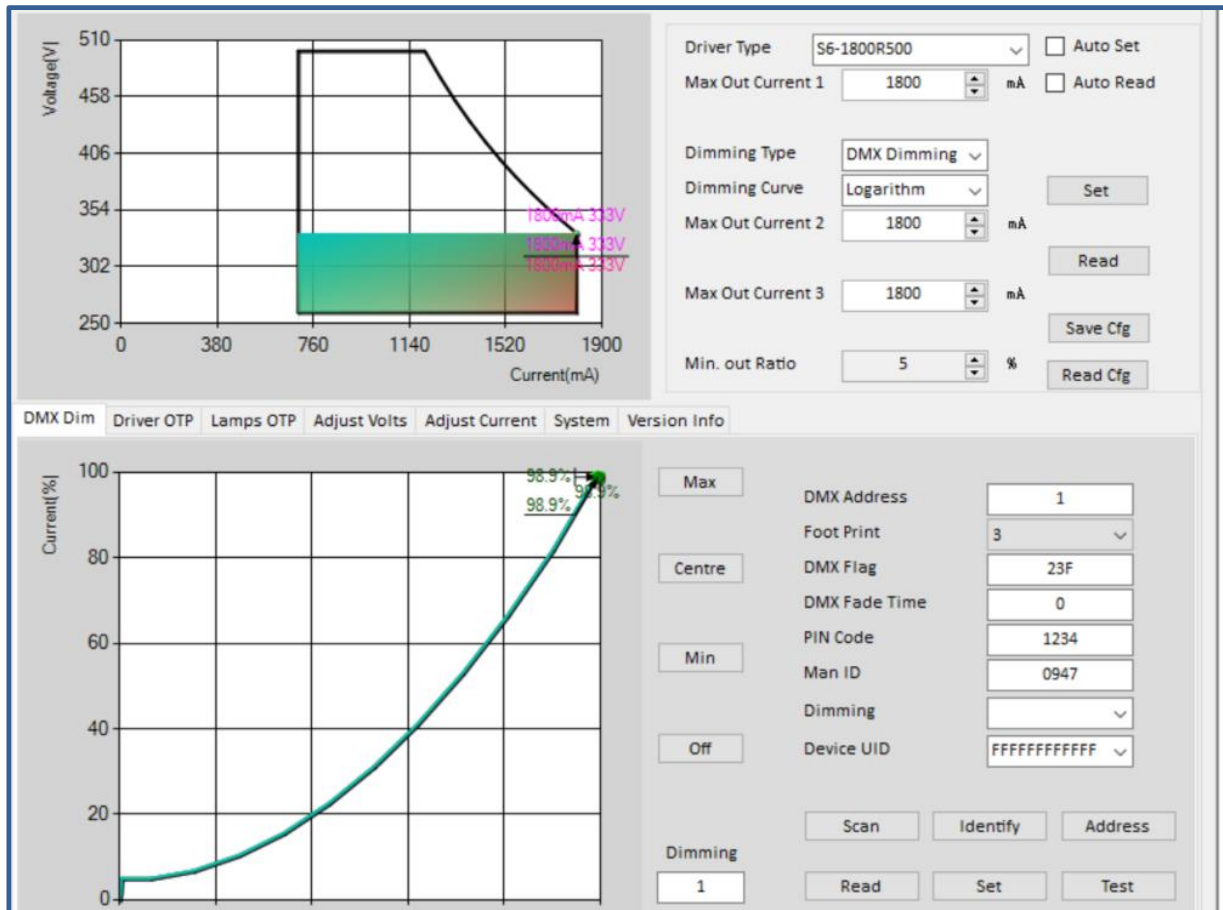 Voltage(V)
510
458
406
354
302
250
0 380 760 1140 1520 1900
Current(mA)
1800mA 333V
1800mA 333V
1800mA 333V
Driver Type S6-1800R500 Auto Set
Max Out Current 1 1800 mA Auto Read
Dimming Type DMX Dimming
Dimming Curve Logarithm Set
Max Out Current 2 1800 mA
Read
Max Out Current 3 1800 mA
Save Cfg
Min. out Ratio 5 %
Read Cfg
DMX Dim Driver OTP Lamps OTP Adjust Volts Adjust Current System Version Info
Current(%)
100
80
60
40
20
0
98.9%
98.9%
98.9%
Max
Centre
Min
Off
Dimming
1
DMX Address 1
Foot Print 3
DMX Flag 23F
DMX Fade Time 0
PIN Code 1234
Man ID 0947
Dimming
Device UID FFFFFFFFFFFF
Scan Identify Address
Read Set Test